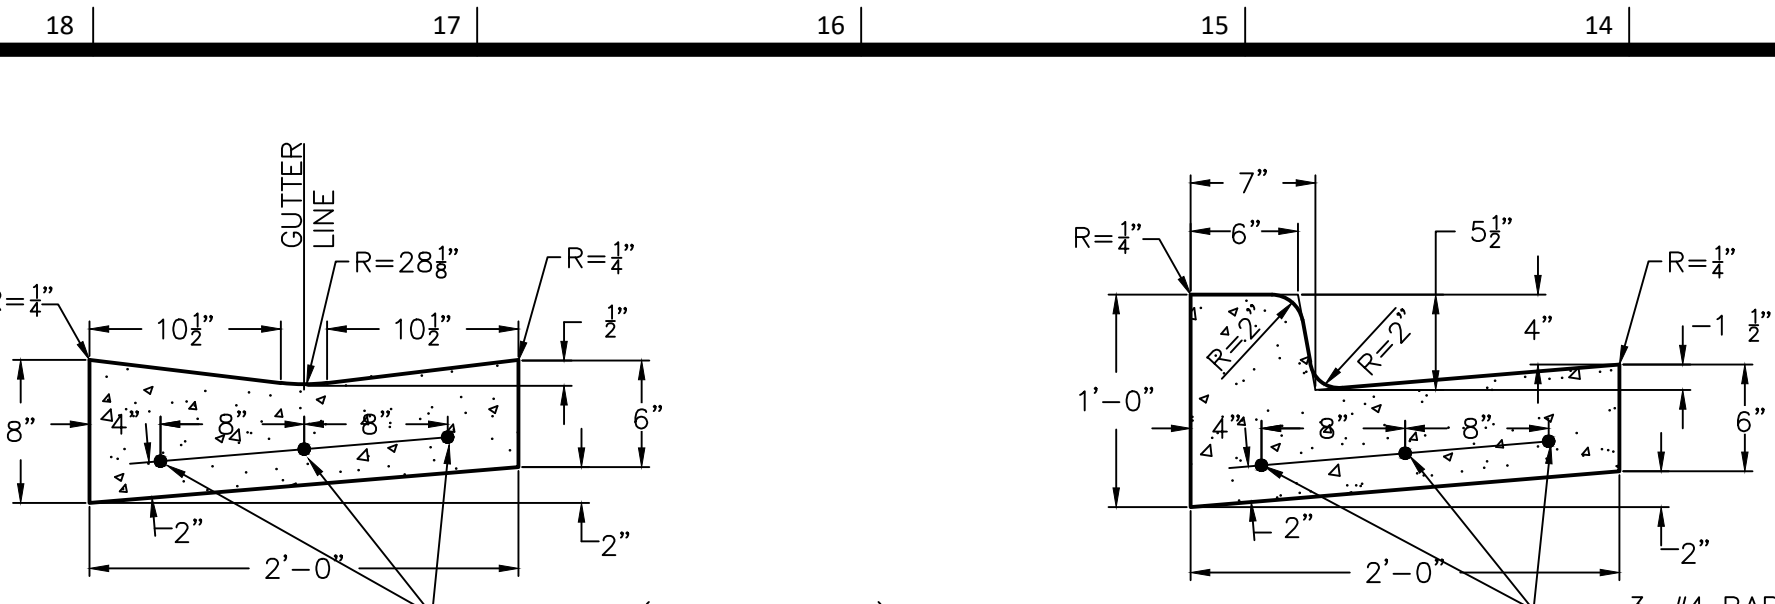 18 17 16 15 14
GUTTER
LINE
R=28 1/8"
R=1/4"
=1/4"
10 1/2" 10 1/2" 1/2"
8" 4" 8" 8" 6"
2" 2"
2'-0"
7"
6" 5 1/2"
R=1/4" R=1/4"
R=2" R=2" 4" 1 1/2"
1'-0"
4" 8" 8" 6"
2" 2"
2'-0"